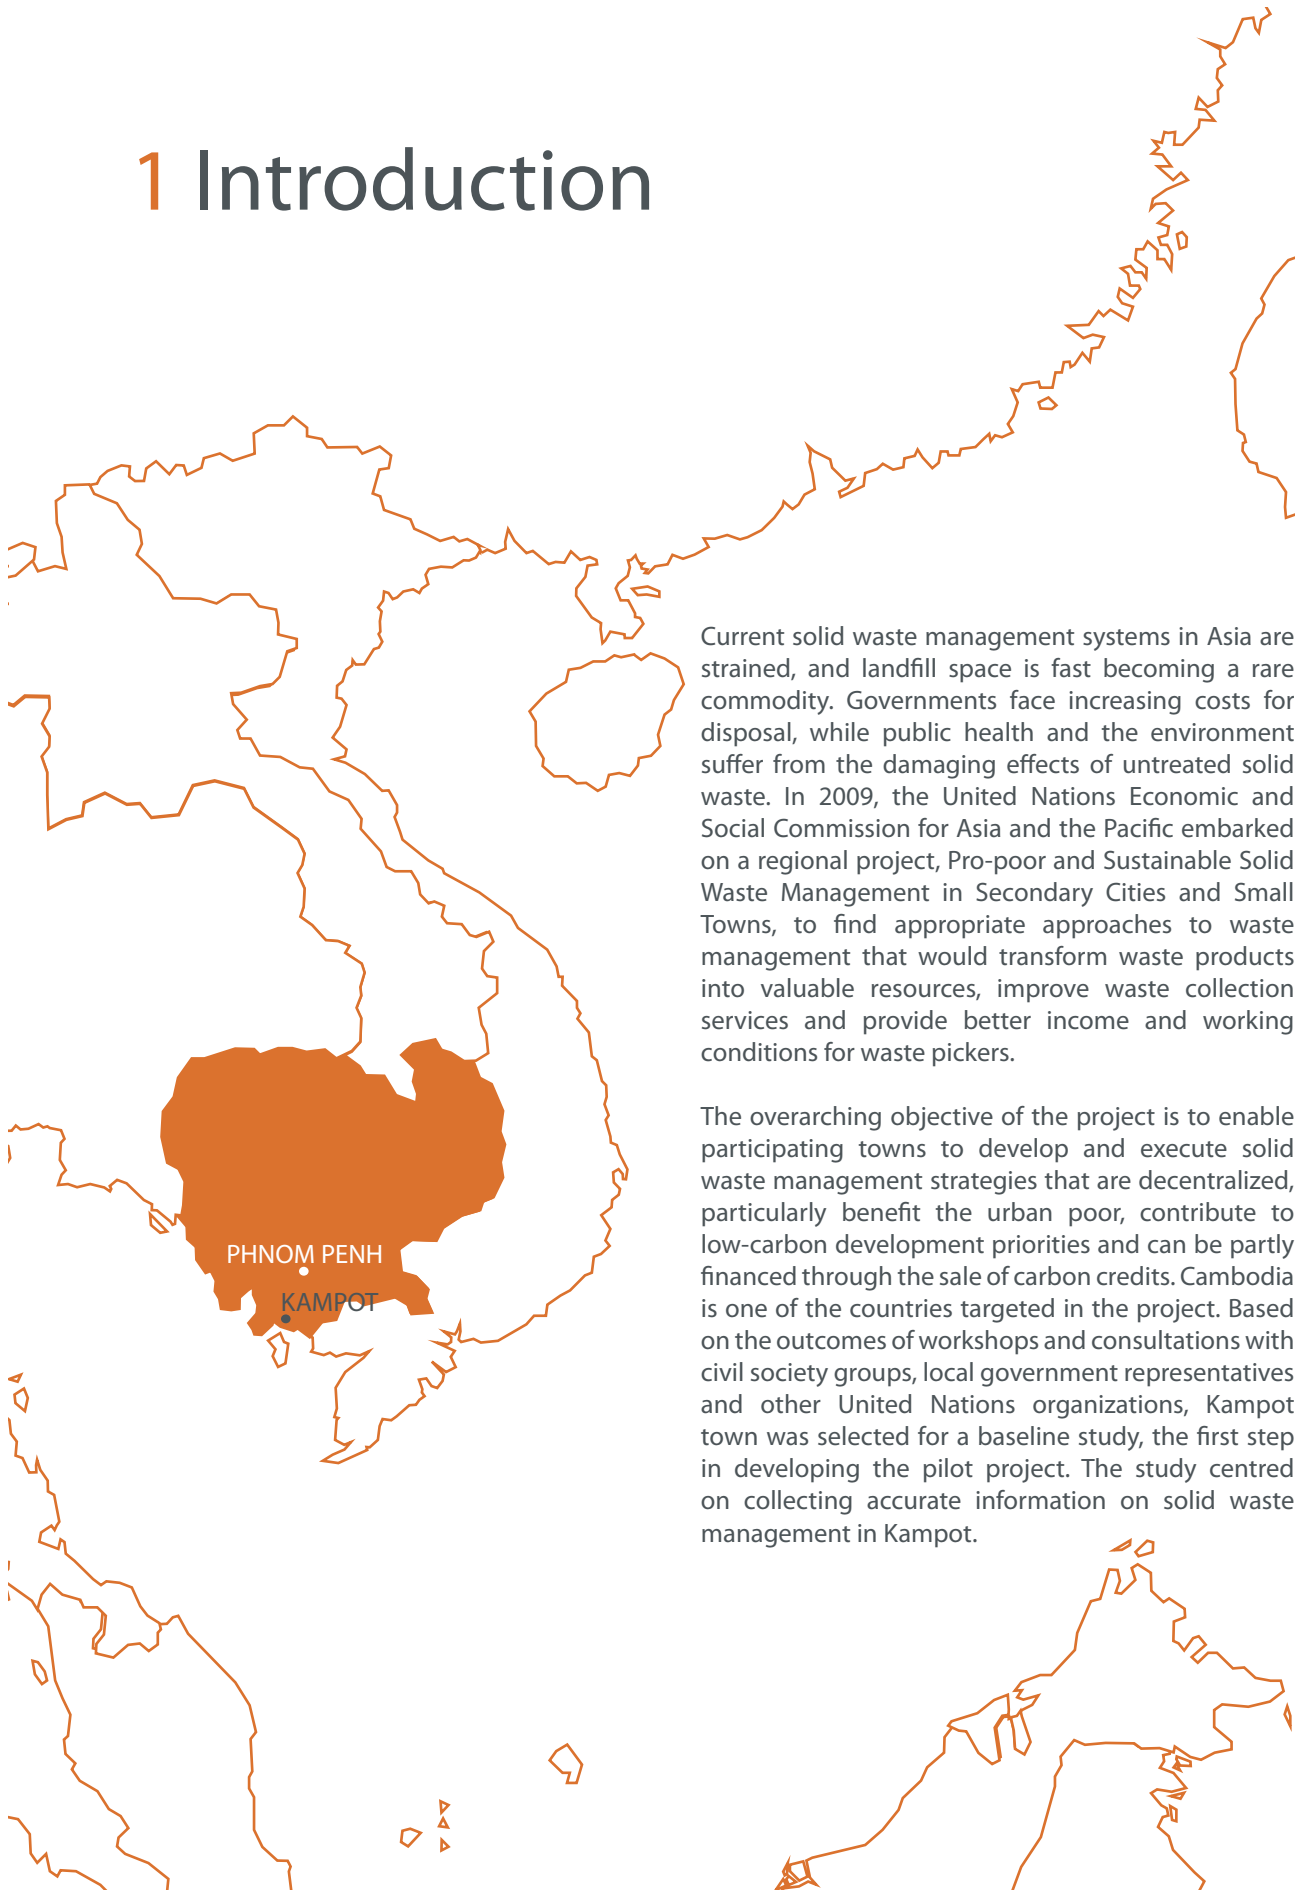 1 Introduction
Current solid waste management systems in Asia are
strained, and landfill space is fast becoming a rare
commodity. Governments face increasing costs for
disposal, while public health and the environment
suffer from the damaging effects of untreated solid
waste. In 2009, the United Nations Economic and
Social Commission for Asia and the Pacific embarked
on a regional project, Pro-poor and Sustainable Solid
Waste Management in Secondary Cities and Small
Towns, to find appropriate approaches to waste
management that would transform waste products
into valuable resources, improve waste collection
services and provide better income and working
conditions for waste pickers.
The overarching objective of the project is to enable
participating towns to develop and execute solid
waste management strategies that are decentralized,
particularly benefit the urban poor, contribute to
low-carbon development priorities and can be partly
financed through the sale of carbon credits. Cambodia
is one of the countries targeted in the project. Based
on the outcomes of workshops and consultations with
civil society groups, local government representatives
and other United Nations organizations, Kampot
town was selected for a baseline study, the first step
in developing the pilot project. The study centred
on collecting accurate information on solid waste
management in Kampot.
PHNOM PENH
KAMPOT